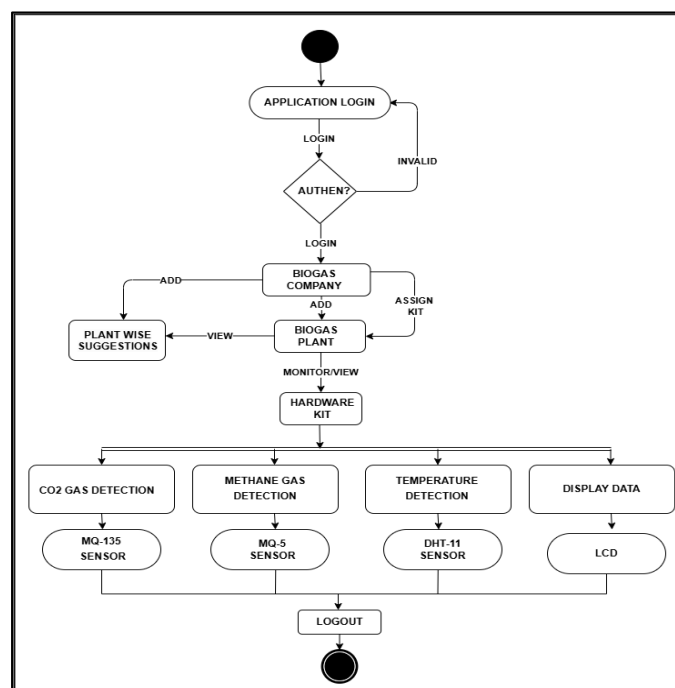 APPLICATION LOGIN
LOGIN
INVALID
AUTHEN?
LOGIN
BIOGAS
COMPANY
ADD
ASSIGN
KIT
ADD
PLANT WISE
SUGGESTIONS
VIEW
BIOGAS
PLANT
MONITOR/VIEW
HARDWARE
KIT
CO2 GAS DETECTION
METHANE GAS
DETECTION
TEMPERATURE
DETECTION
DISPLAY DATA
MQ-135
SENSOR
MQ-5
SENSOR
DHT-11
SENSOR
LCD
LOGOUT